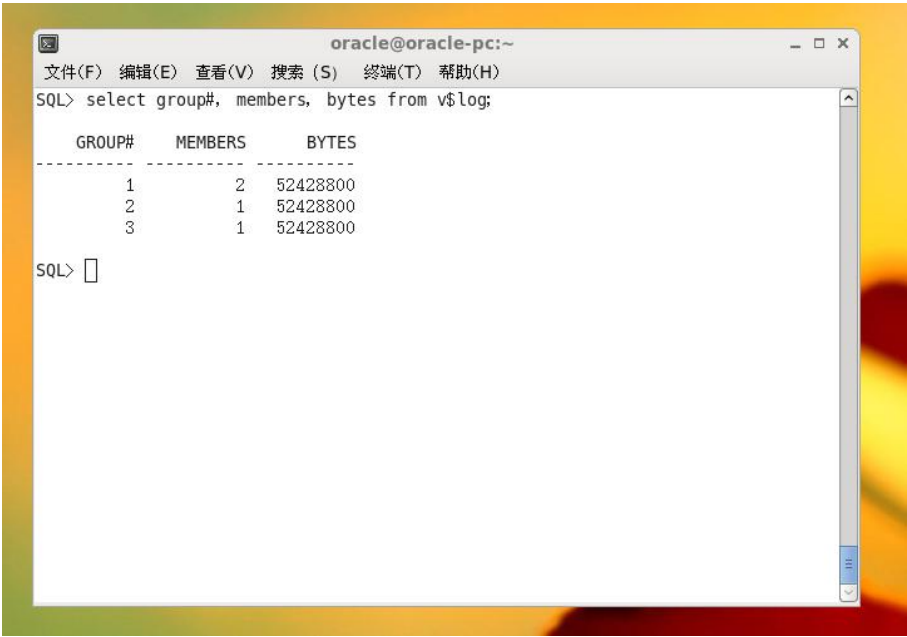 oracle@oracle-pc:~
文件(F) 编辑(E) 查看(V) 搜索 (S) 终端(T) 帮助(H)
SQL> select group#, members, bytes from v$log;
GROUP# MEMBERS BYTES
---------- ---------- ----------
1 2 52428800
2 1 52428800
3 1 52428800
SQL>